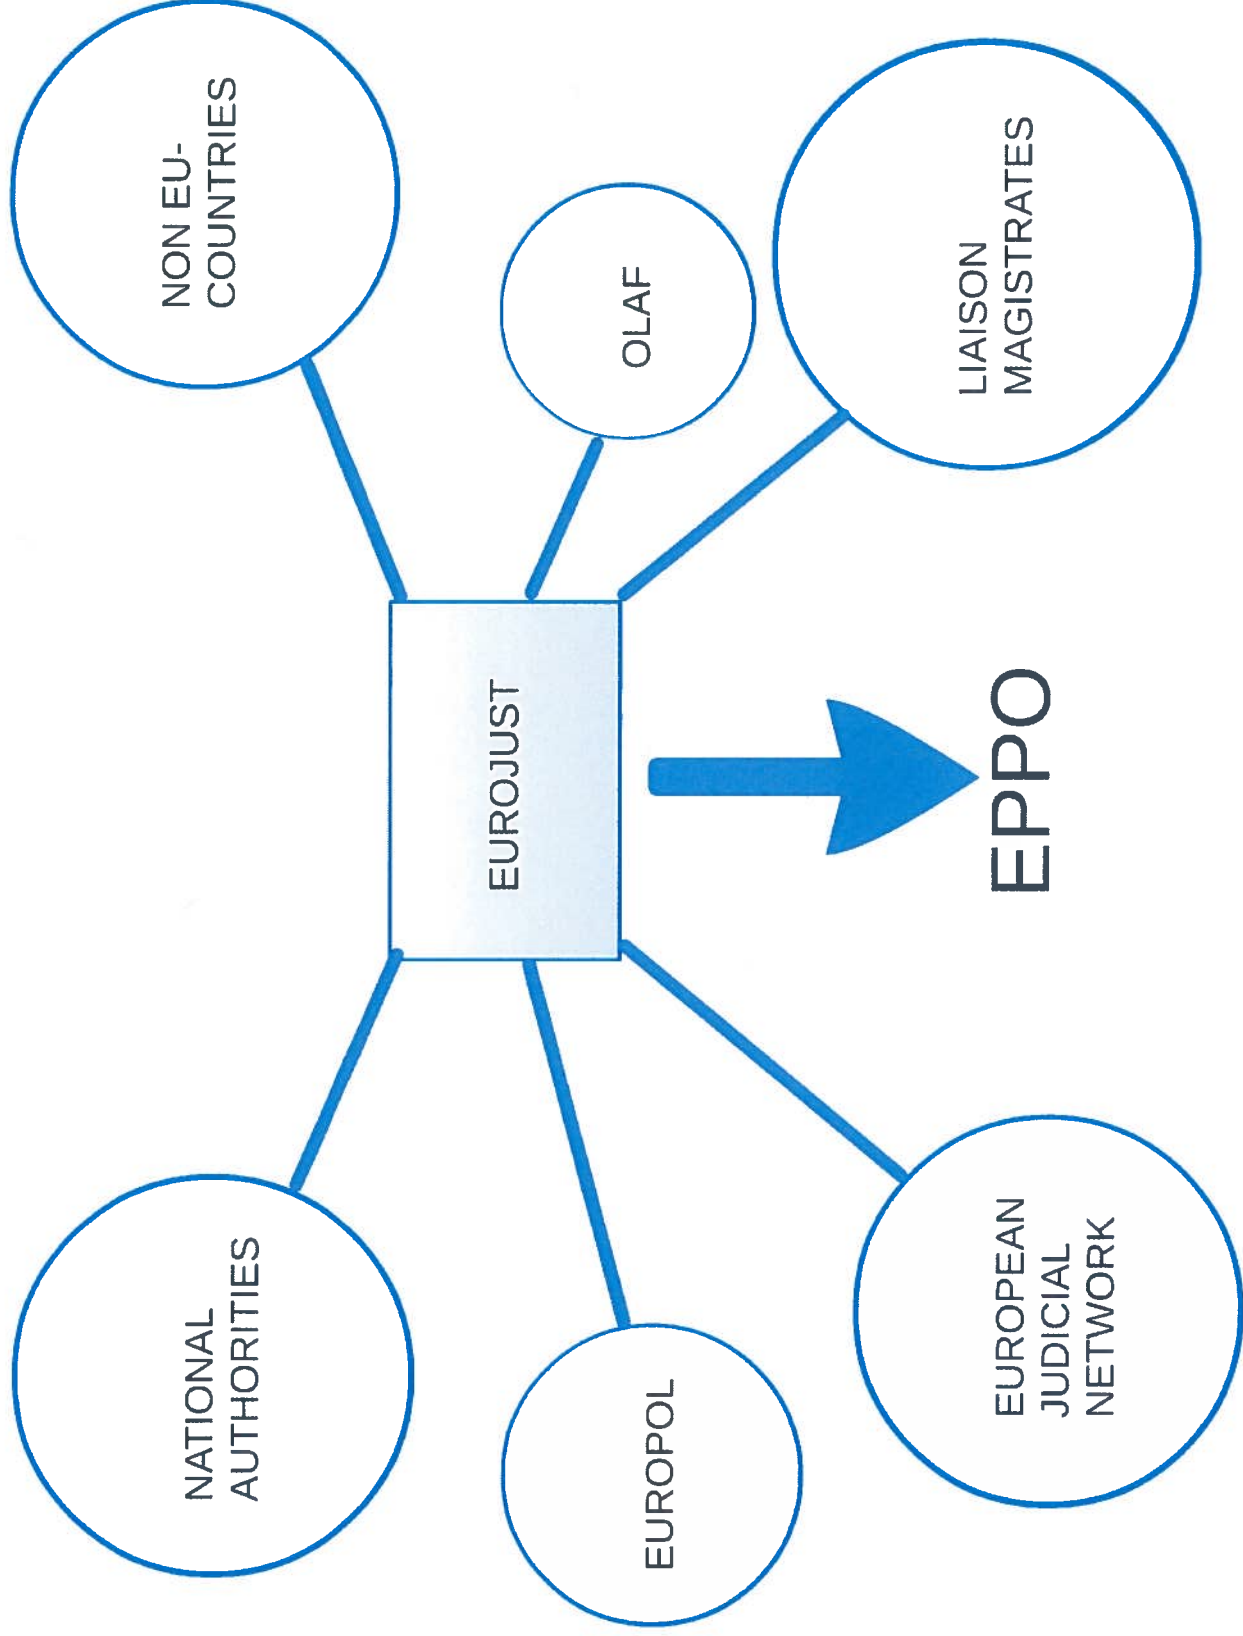 NATIONAL
AUTHORITIES
NON EU-
COUNTRIES
EUROJUST
EUROPOL
OLAF
EUROPEAN
JUDICIAL
NETWORK
EPPO
LIAISON
MAGISTRATES